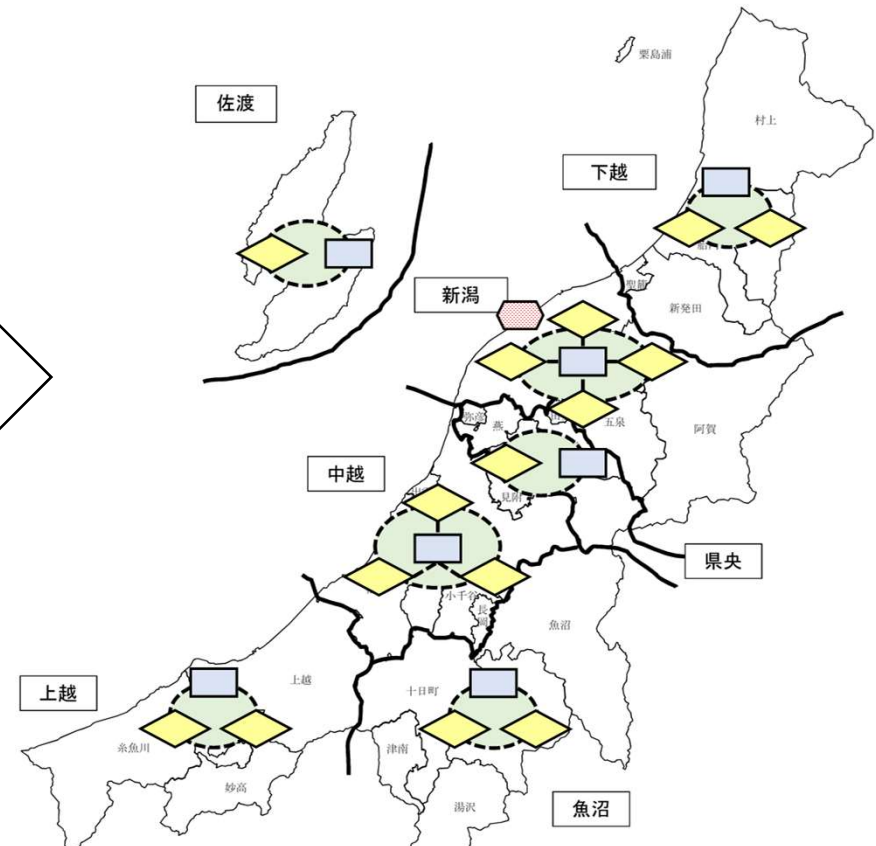 粟島浦
佐渡
村上
下越
新潟
新発田
弥彦
燕
五泉
阿賀
中越
見附
県央
小千谷
長岡
魚沼
上越
上越
十日町
糸魚川
津南
妙高
湯沢
魚沼